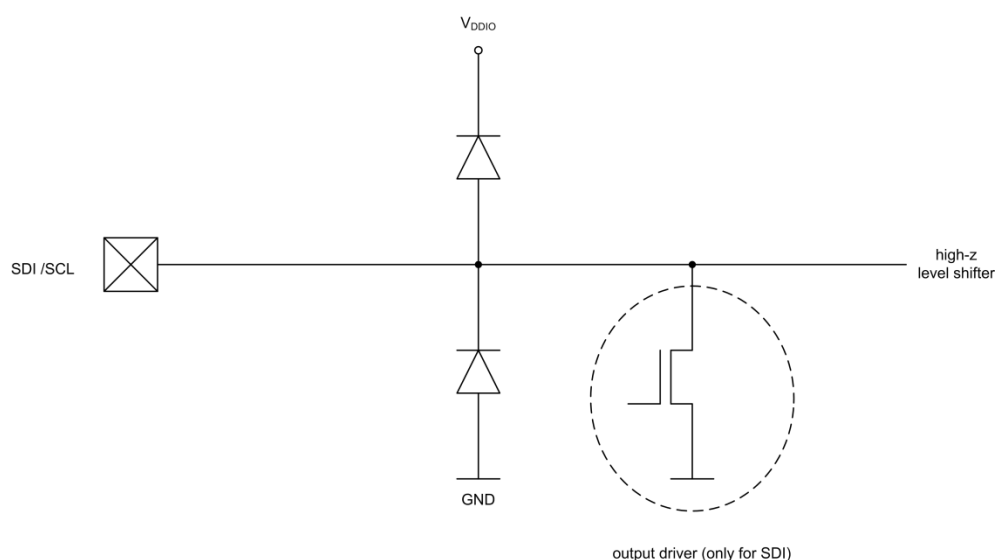 VDDIO
SDI /SCL
high-z
level shifter
GND
output driver (only for SDI)